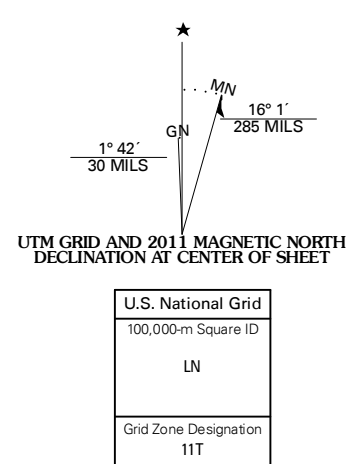 MN
16° 1´
285 MILS
GN
1° 42´
30 MILS
UTM GRID AND 2011 MAGNETIC NORTH
DECLINATION AT CENTER OF SHEET
U.S. National Grid
100,000-m Square ID
LN
Grid Zone Designation
11T